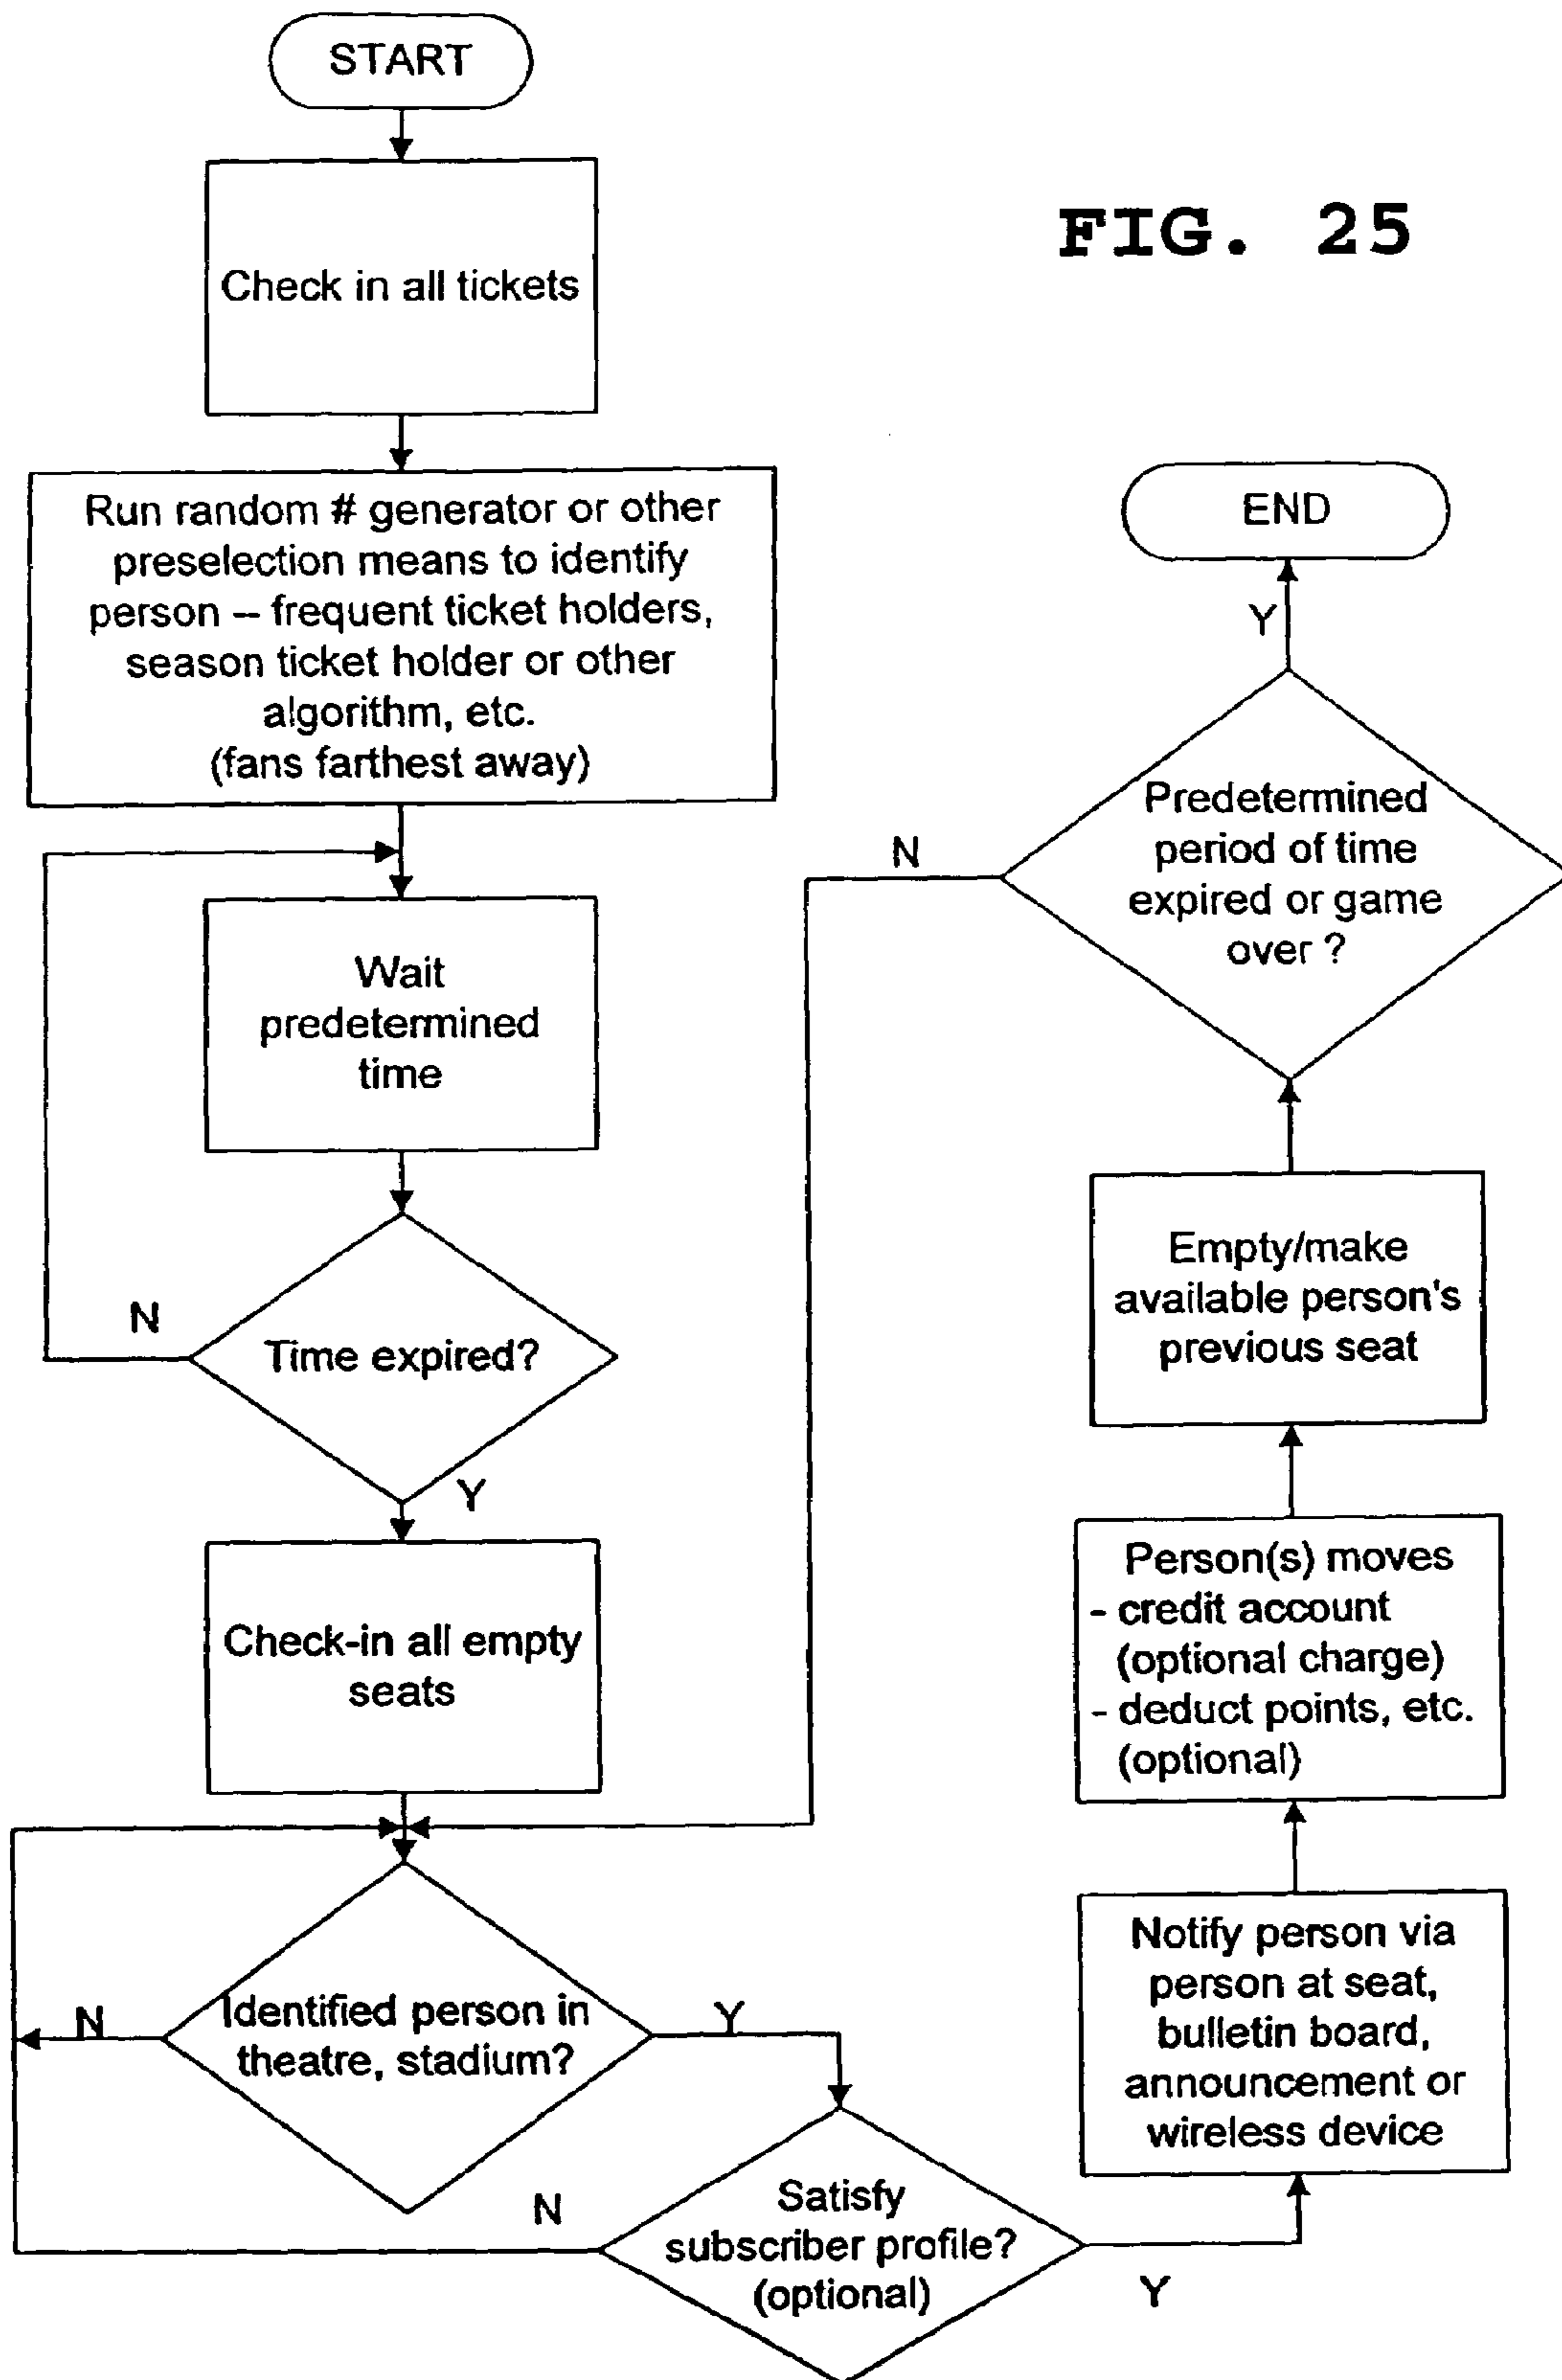 START
FIG. 25
Check in all tickets
Run random # generator or other
preselection means to identify
person – frequent ticket holders,
season ticket holder or other
algorithm, etc.
(fans farthest away)
Wait
predetermined
time
N
Time expired?
Y
Check-in all empty
seats
N
Identified person in
theatre, stadium?
Y
N
Satisfy
subscriber profile?
(optional)
Y
Notify person via
person at seat,
bulletin board,
announcement or
wireless device
Person(s) moves
- credit account
(optional charge)
- deduct points, etc.
(optional)
Empty/make
available person's
previous seat
N
Predetermined
period of time
expired or game
over ?
Y
END